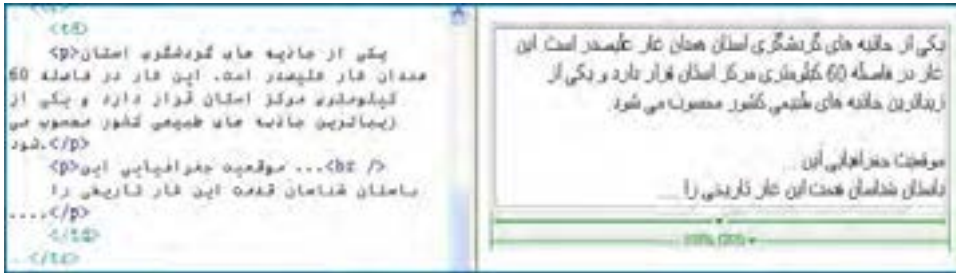 <td>
<p>یکی از جاذبه های گردشگری استان
همدان غار علیصدر است. این غار در فاصله 60
کیلومتری مرکز استان قرار دارد و یکی از
زیباترین جاذبه های طبیعی کشور محسوب می
شود.</p>
<p>موقعیت جغرافیایی این ...<br />
باستان شناسان قدمت این غار تاریخی را
....</p>
</td>
</tr>
یکی از جاذبه های گردشگری استان همدان غار علیصدر است. این
غار در فاصله 60 کیلومتری مرکز استان قرار دارد و یکی از
زیباترین جاذبه های طبیعی کشور محسوب می شود
موقعیت جغرافیایی این ...
باستان شناسان قدمت این غار تاریخی را ....